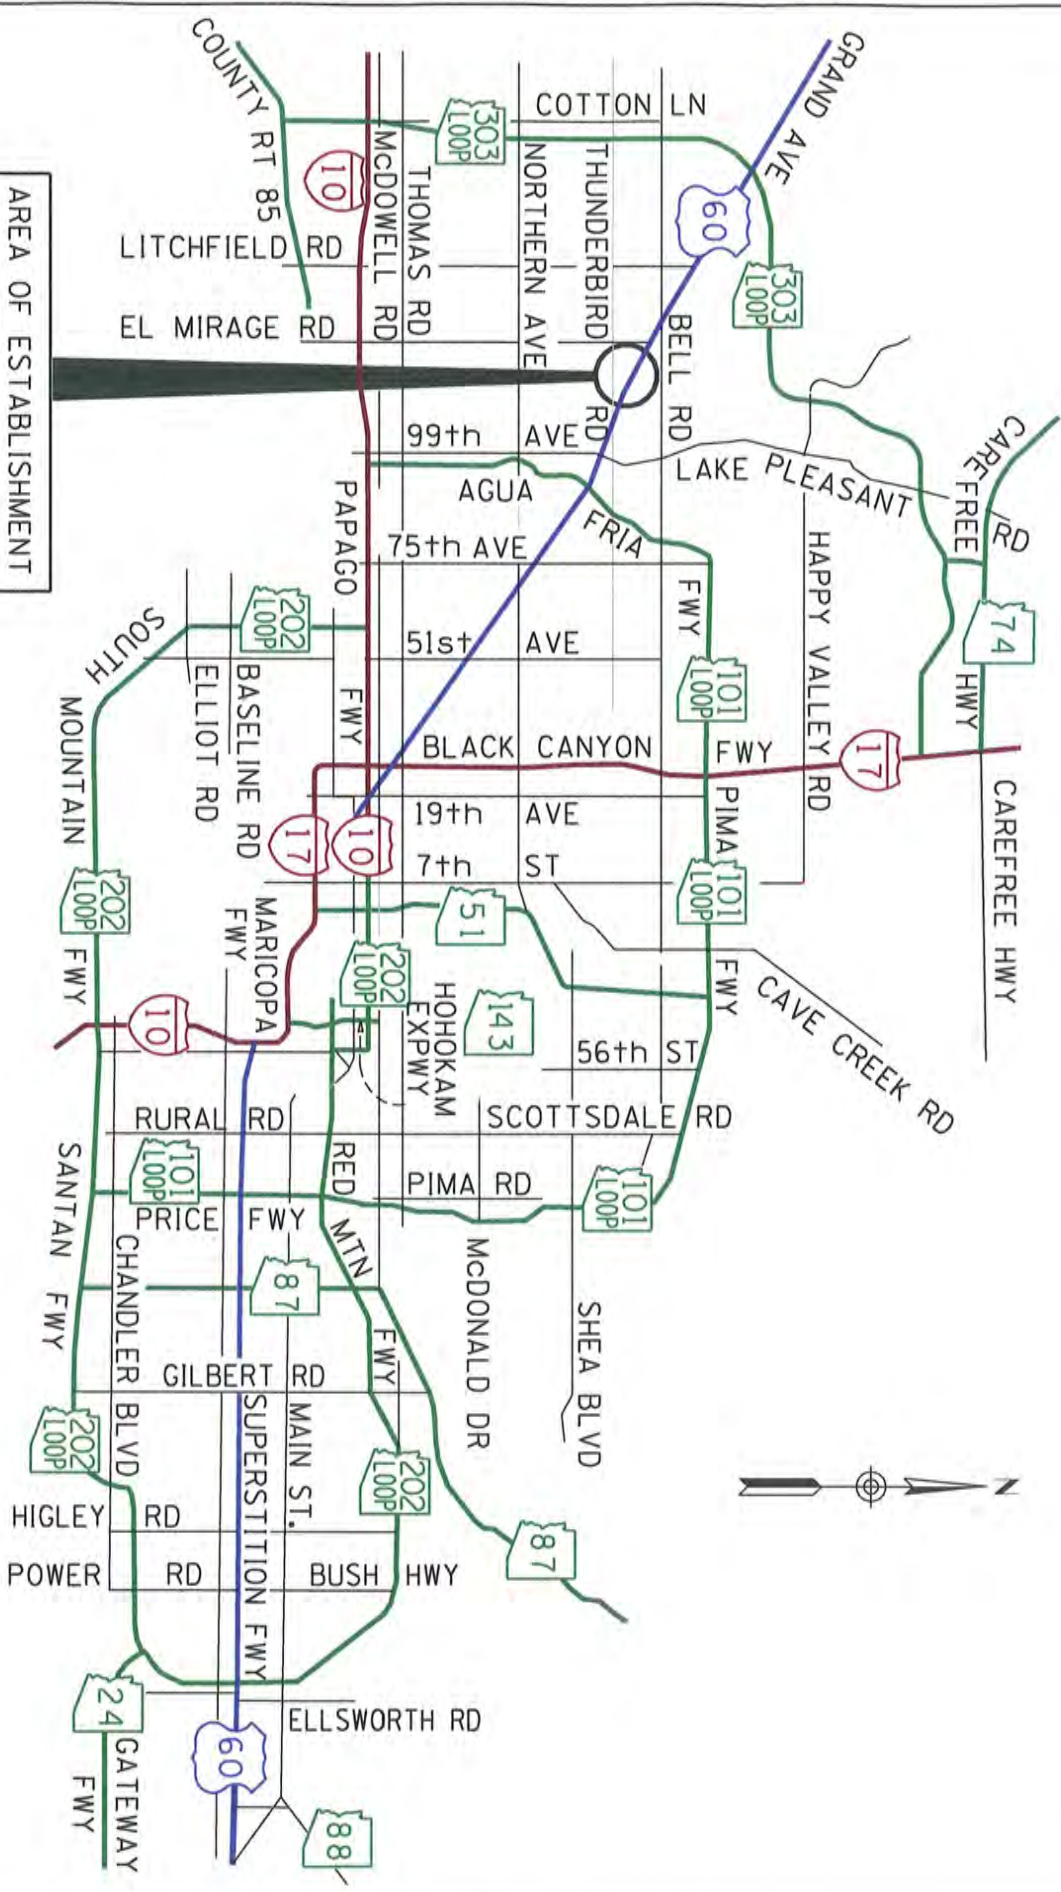 GRAND AVE
COTTON LN
303
LOOP
60
COUNTY RT 85
10
LITCHFIELD RD
EL MIRAGE RD
McDOWELL RD
THOMAS RD
NORTHERN AVE
THUNDERBIRD RD
BELL RD
303
LOOP
AREA OF ESTABLISHMENT
99th AVE
LAKE PLEASANT RD
CAREFREE HWY
74
AGUA FRIA FWY
PAPAGO FWY
75th AVE
HAPPY VALLEY RD
202
LOOP
51st AVE
101
LOOP
SOUTH MOUNTAIN FWY
ELLIOT RD
BASELINE RD
BLACK CANYON FWY
17
CAREFREE HWY
19th AVE
PIMA FWY
17
10
7th ST
101
LOOP
202
LOOP
51
MARICOPA FWY
202
LOOP
CAVE CREEK RD
10
HOHOKAM EXPWY
143
56th ST
RURAL RD
SCOTTSDALE RD
101
LOOP
RED MTN FWY
PIMA RD
101
LOOP
PRICE FWY
SANTAN FWY
CHANDLER BLVD
87
McDONALD DR
SHEA BLVD
GILBERT RD
SUPERSTITION FWY
MAIN ST.
202
LOOP
202
LOOP
N
HIGLEY RD
87
POWER RD
BUSH HWY
24
GATEWAY FWY
ELLSWORTH RD
60
88